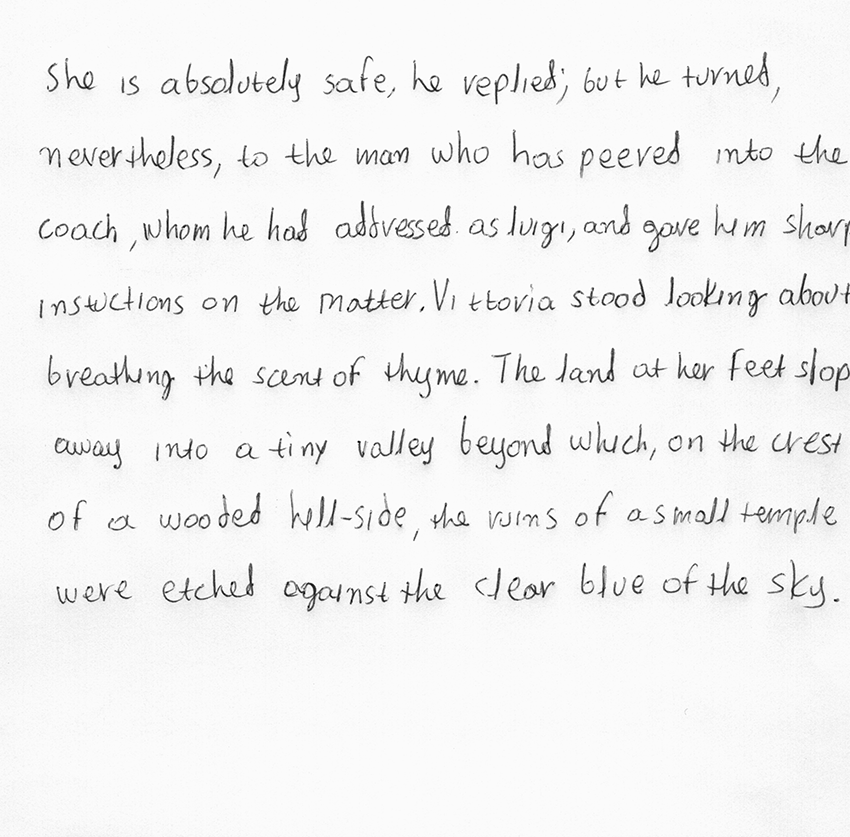 She is absolutely safe, he replied; but he turned,
nevertheless, to the man who has peered into the
coach, whom he had addressed. as luigi, and gave him sharp
instuctions on the matter. Vittoria stood looking about
breathing the scent of thyme. The land at her feet slop
away into a tiny valley beyond which, on the crest
of a wooded hill-side, the ruins of a small temple
were etched against the clear blue of the sky.